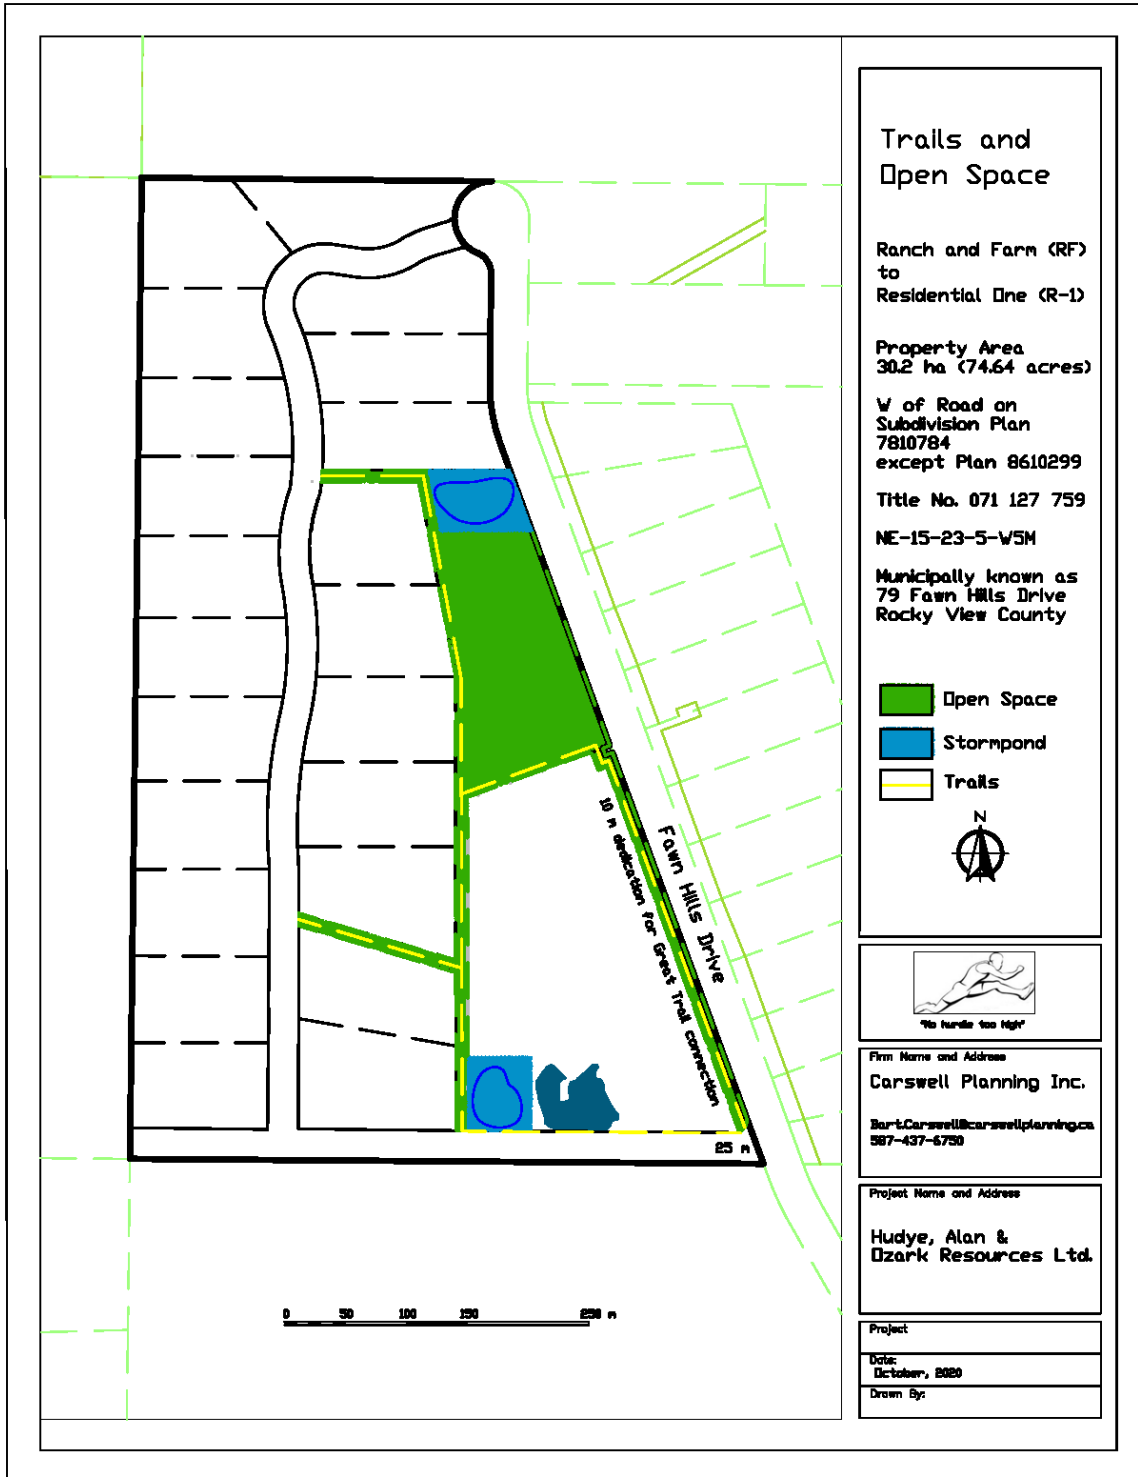 Trails and
Open Space
Ranch and Farm (RF)
to
Residential One (R-1)
Property Area
30.2 ha (74.64 acres)
W of Road on
Subdivision Plan
7810784
except Plan 8610299
Title No. 071 127 759
NE-15-23-5-W5M
Municipally known as
79 Fawn Hills Drive
Rocky View County
Open Space
Stormpond
Trails
N
"No hurdle too high"
Firm Name and Address
Carswell Planning Inc.
Bart.Carswell@carswellplanning.ca
587-437-6750
Project Name and Address
Hudye, Alan &
Ozark Resources Ltd.
Project
Date:
October, 2020
Drawn By:
Fawn Hills Drive
10 m dedication for Great Trail connection
25 m
0 50 100 150 250 m